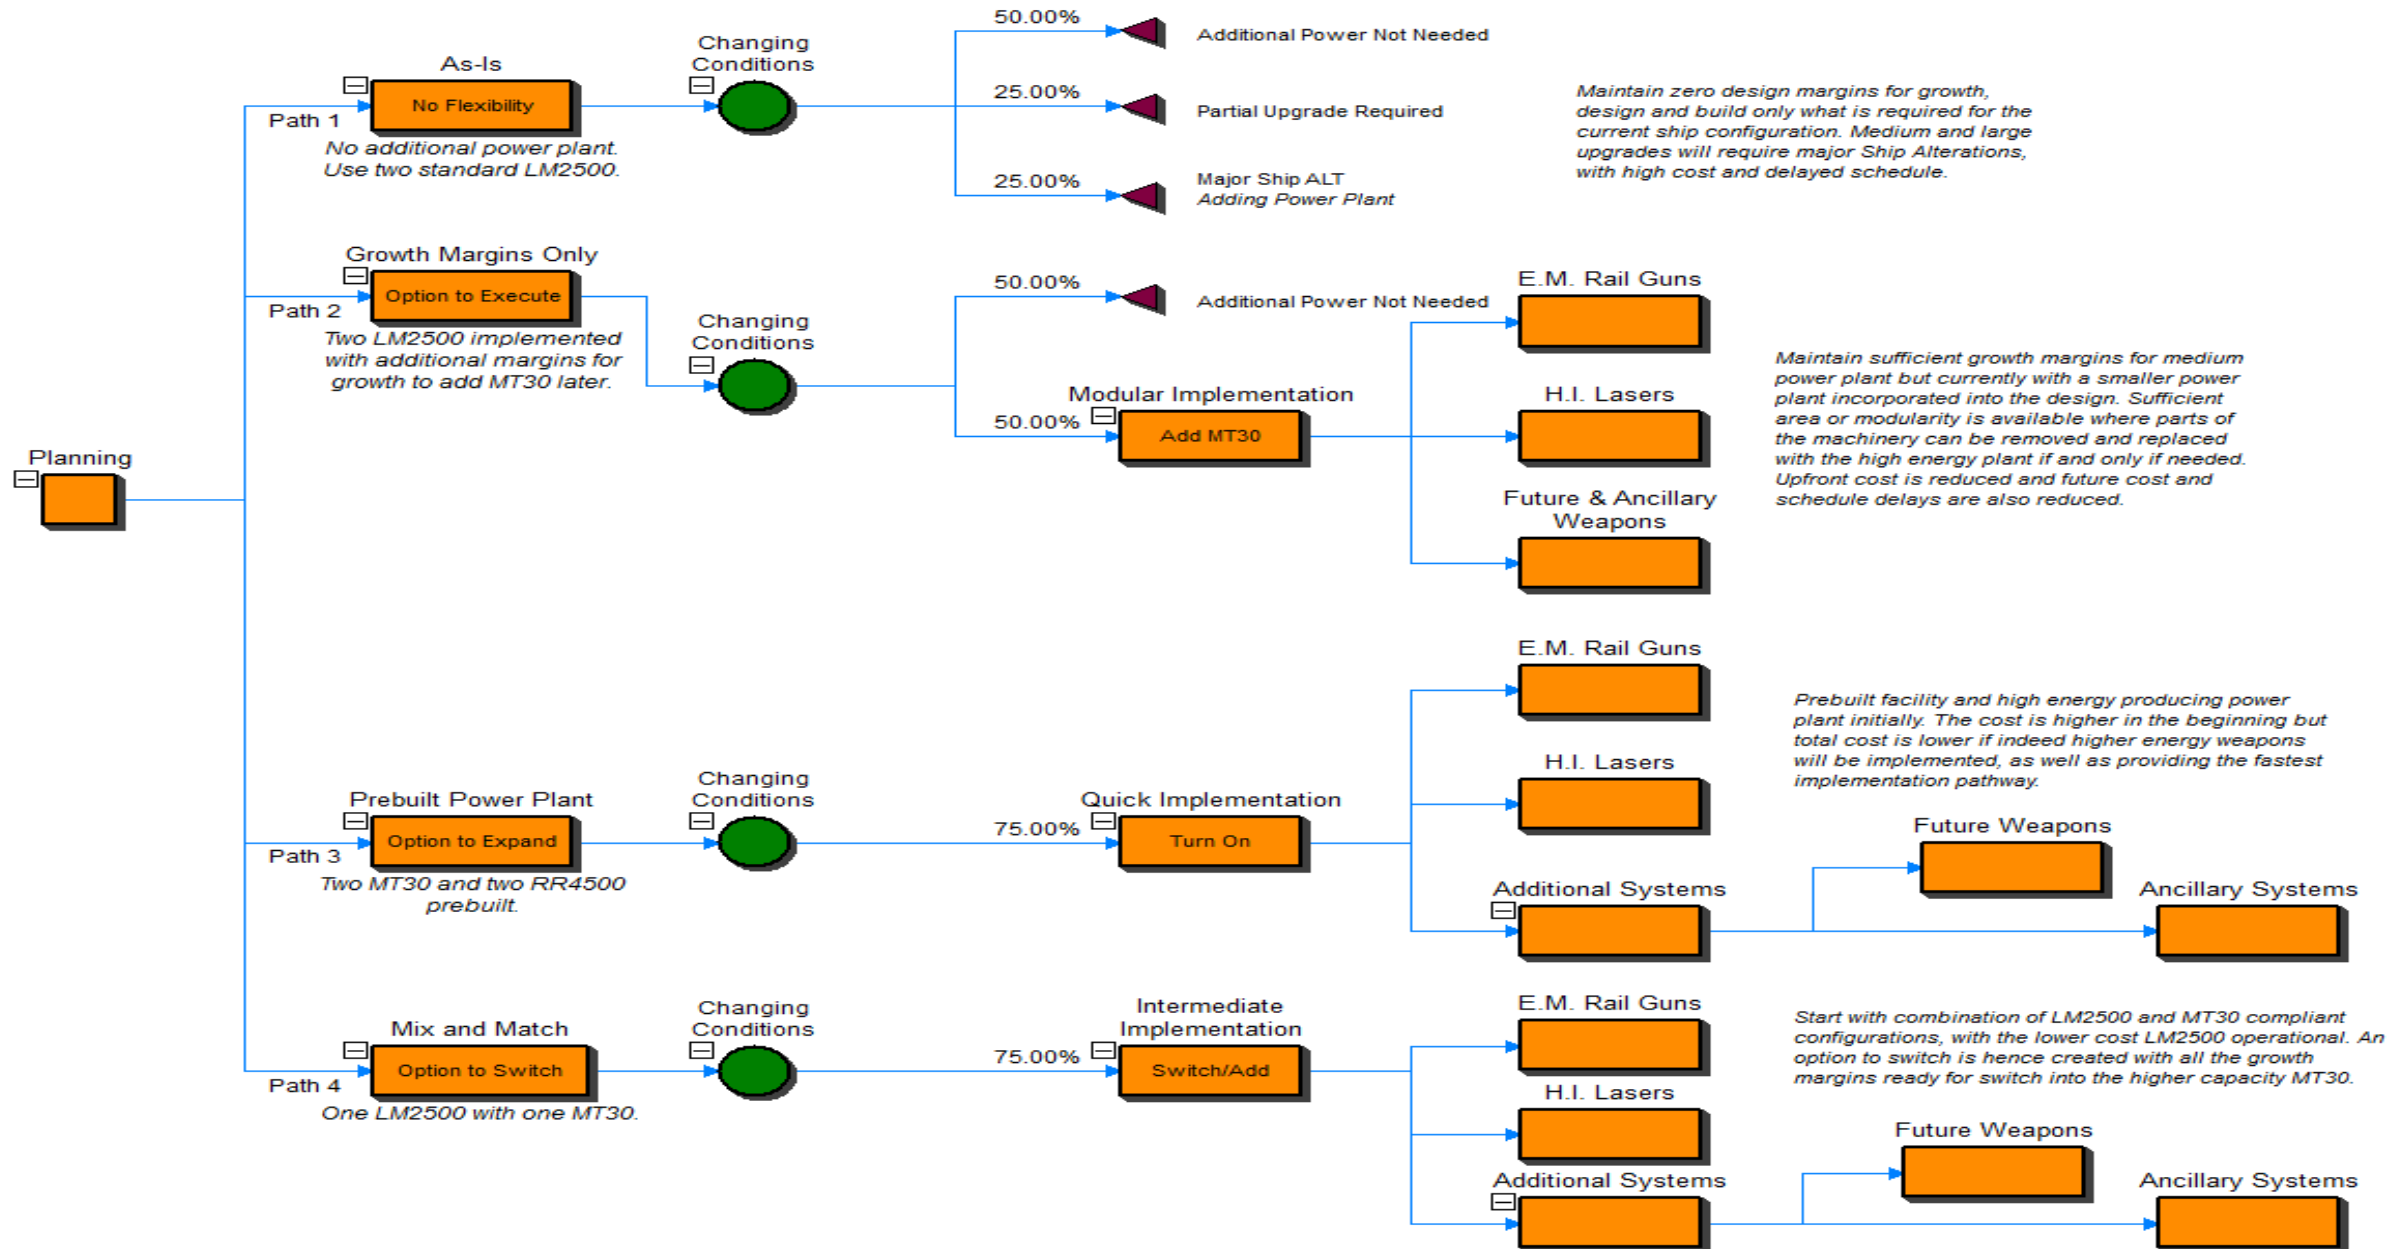 50.00%
Additional Power Not Needed
Changing
Conditions
As-Is
No Flexibility
Path 1
No additional power plant.
Use two standard LM2500.
25.00%
Partial Upgrade Required
25.00%
Major Ship ALT
Adding Power Plant
Maintain zero design margins for growth,
design and build only what is required for the
current ship configuration. Medium and large
upgrades will require major Ship Alterations,
with high cost and delayed schedule.
Growth Margins Only
Option to Execute
Path 2
Two LM2500 implemented
with additional margins for
growth to add MT30 later.
Changing
Conditions
50.00%
Additional Power Not Needed
50.00%
Modular Implementation
Add MT30
E.M. Rail Guns
H.I. Lasers
Future & Ancillary
Weapons
Maintain sufficient growth margins for medium
power plant but currently with a smaller power
plant incorporated into the design. Sufficient
area or modularity is available where parts of
the machinery can be removed and replaced
with the high energy plant if and only if needed.
Upfront cost is reduced and future cost and
schedule delays are also reduced.
Planning
Prebuilt Power Plant
Option to Expand
Path 3
Two MT30 and two RR4500
prebuilt.
Changing
Conditions
75.00%
Quick Implementation
Turn On
E.M. Rail Guns
H.I. Lasers
Additional Systems
Prebuilt facility and high energy producing power
plant initially. The cost is higher in the beginning but
total cost is lower if indeed higher energy weapons
will be implemented, as well as providing the fastest
implementation pathway.
Future Weapons
Ancillary Systems
Mix and Match
Option to Switch
Path 4
One LM2500 with one MT30.
Changing
Conditions
75.00%
Intermediate
Implementation
Switch/Add
E.M. Rail Guns
H.I. Lasers
Additional Systems
Start with combination of LM2500 and MT30 compliant
configurations, with the lower cost LM2500 operational. An
option to switch is hence created with all the growth
margins ready for switch into the higher capacity MT30.
Future Weapons
Ancillary Systems